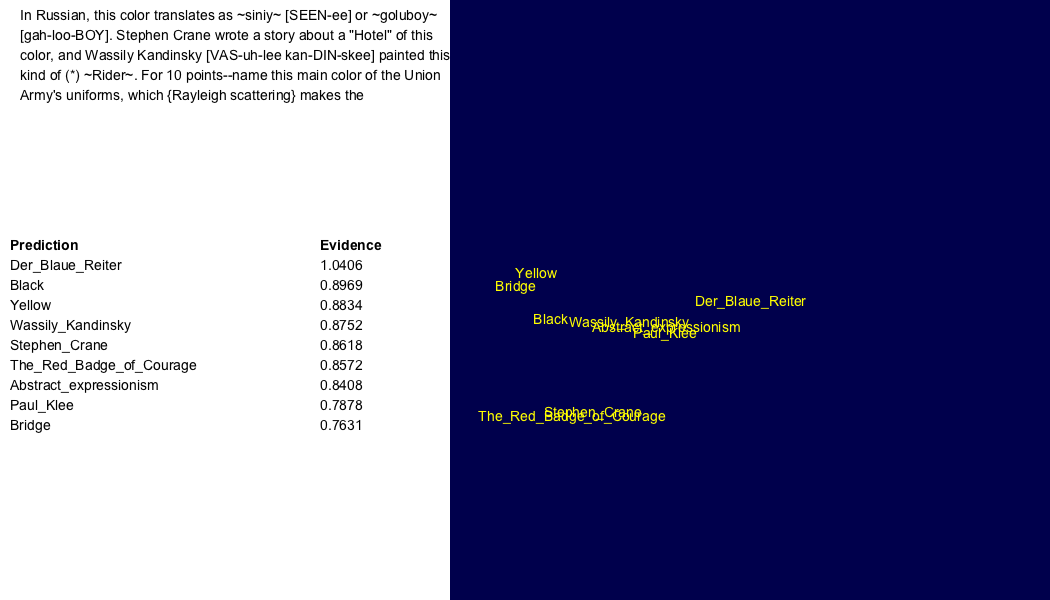 In Russian, this color translates as ~siniy~ [SEEN-ee] or ~goluboy~
[gah-loo-BOY]. Stephen Crane wrote a story about a "Hotel" of this
color, and Wassily Kandinsky [VAS-uh-lee kan-DIN-skee] painted this
kind of (*) ~Rider~. For 10 points--name this main color of the Union
Army's uniforms, which {Rayleigh scattering} makes the
Prediction Evidence
Der_Blaue_Reiter 1.0406
Black 0.8969
Yellow 0.8834
Wassily_Kandinsky 0.8752
Stephen_Crane 0.8618
The_Red_Badge_of_Courage 0.8572
Abstract_expressionism 0.8408
Paul_Klee 0.7878
Bridge 0.7631
Yellow
Bridge
Der_Blaue_Reiter
Black
Wassily_Kandinsky
Abstract_expressionism
Paul_Klee
Stephen_Crane
The_Red_Badge_of_Courage